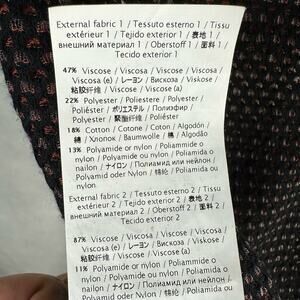 External fabric 1 / Tessuto esterno 1 / Tissu
extérieur 1 / Tejido exterior 1 / 表地 1 /
внешний материал 1 / Oberstoff 1 / 面料 1 /
Tecido exterior 1
47% Viscose / Viscosa / Viscose / Viscosa /
Viscosa (e) / レーヨン / Вискоза / Viskose /
粘胶纤维 / Viscose / Viscose (a)
22% Polyester / Poliestere / Polyester /
Poliéster / ポリエステル / Полиэфир /
Polyester / 聚酯纤维 / Poliéster
18% Cotton / Cotone / Coton / Algodón /
綿 / Хлопок / Baumwolle / 棉 / Algodão
13% Polyamide or nylon / Poliammide o
nailon / Polyamide ou nylon / Poliamida o
nailon / ナイロン / Полиамид или нейлон /
Polyamid oder Nylon / 锦纶 / Poliamida ou
nylon
External fabric 2 / Tessuto esterno 2 / Tissu
extérieur 2 / Tejido exterior 2 / 表地 2 /
внешний материал 2 / Oberstoff 2 / 面料 2 /
Tecido exterior 2
87% Viscose / Viscosa / Viscose / Viscosa /
Viscosa (e) / レーヨン / Вискоза / Viskose /
粘胶纤维 / Viscose / Viscose (a)
11% Polyamide or nylon / Poliammide o
nailon / Polyamide ou nylon / Poliamida o
nailon / ナイロン / Полиамид или нейлон /
Polyamid oder Nylon / 锦纶 / Poliamida ou